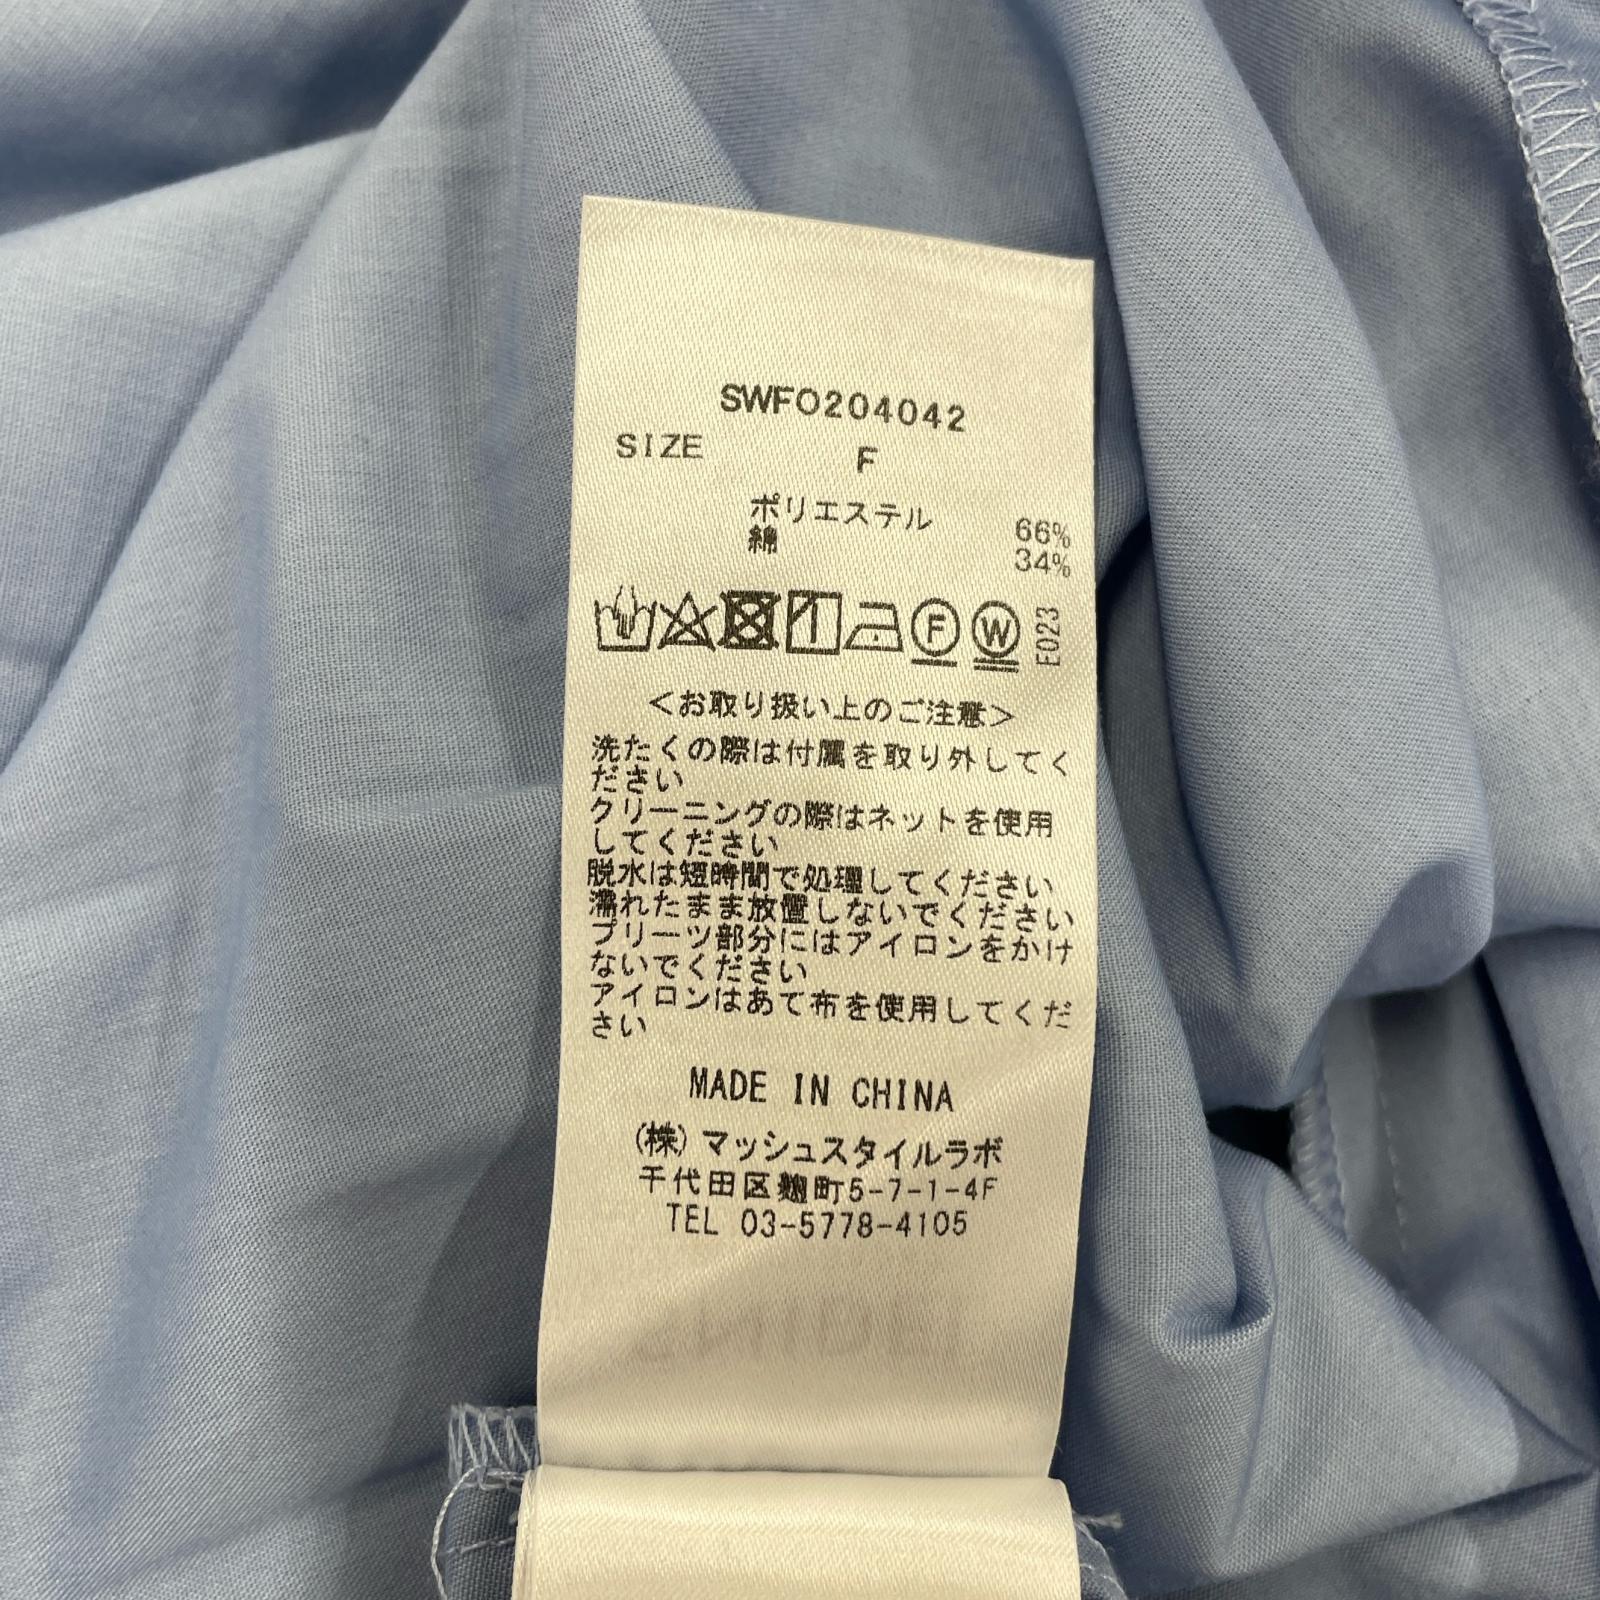 SWFO204042
SIZE F
ポリエステル 66%
綿 34%
F W E023
<お取り扱い上のご注意>
洗たくの際は付属を取り外してく
ださい
クリーニングの際はネットを使用
してください
脱水は短時間で処理してください
濡れたまま放置しないでください
プリーツ部分にはアイロンをかけ
ないでください
アイロンはあて布を使用してくだ
さい
MADE IN CHINA
(株)マッシュスタイルラボ
千代田区麹町5-7-1-4F
TEL 03-5778-4105